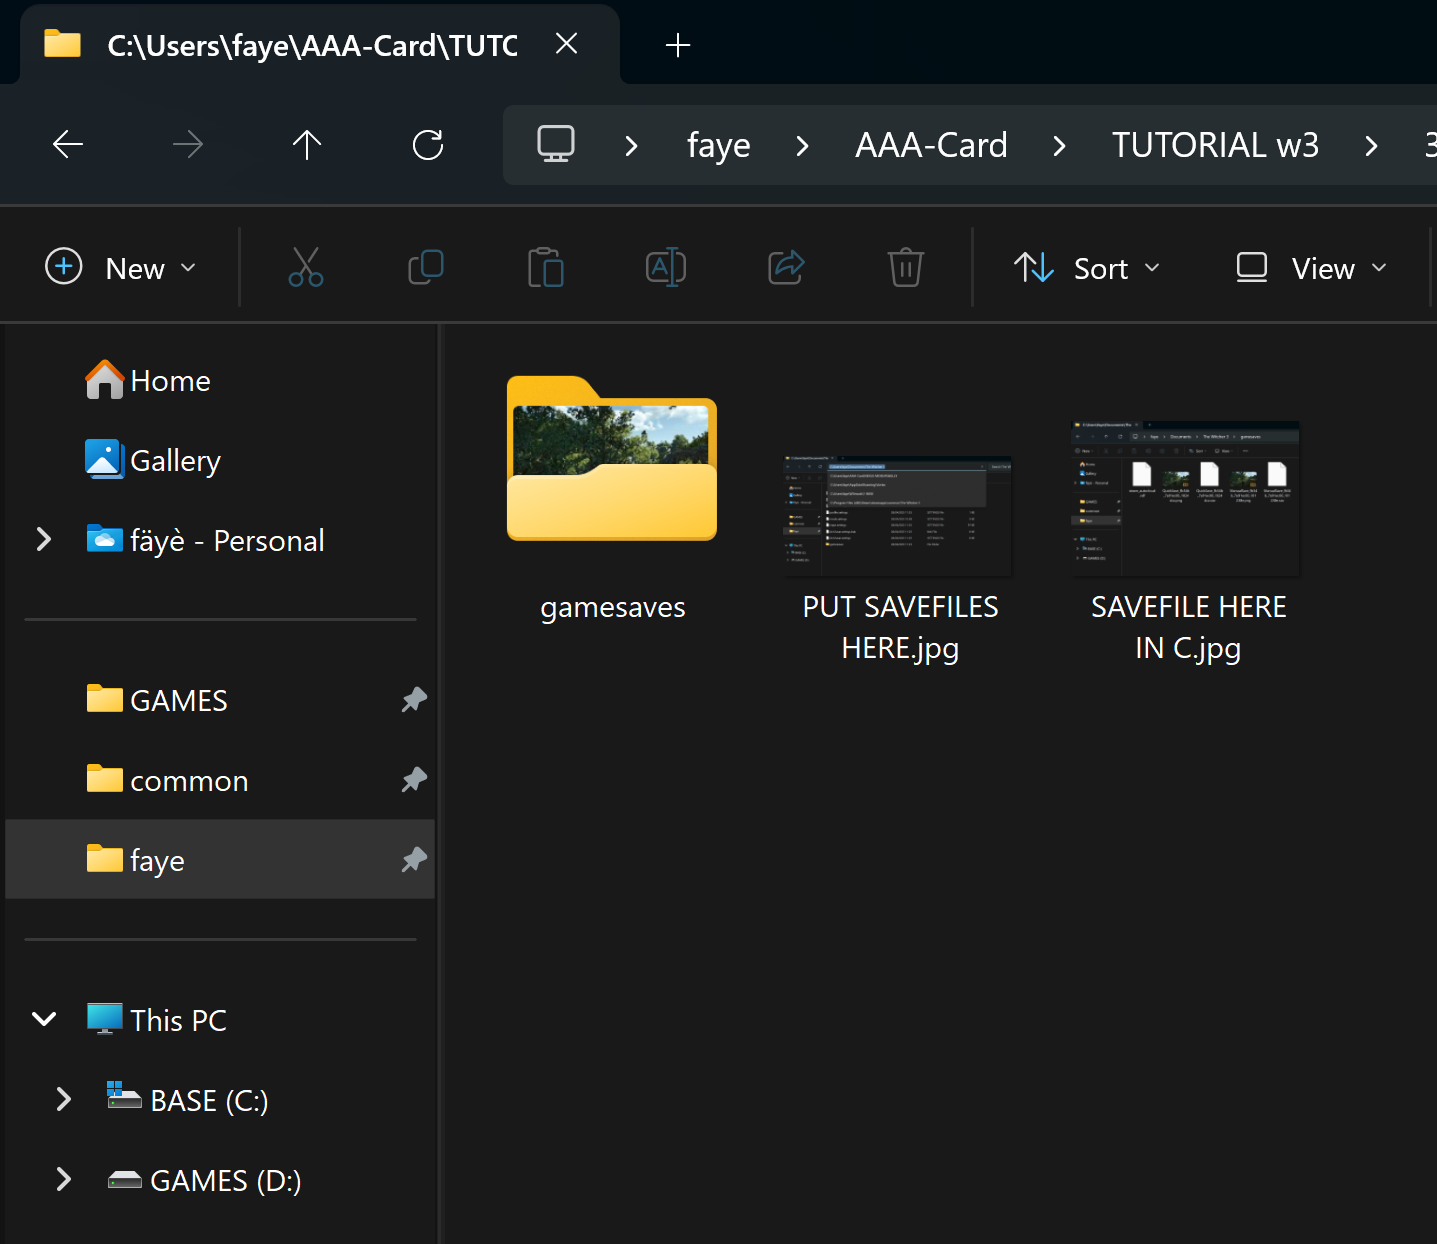 C:\Users\faye\AAA-Card\TUTC
faye
AAA-Card
TUTORIAL w3
3
New
Sort
View
Home
Gallery
fäyè - Personal
GAMES
common
faye
This PC
BASE (C:)
GAMES (D:)
gamesaves
PUT SAVEFILES
HERE.jpg
SAVEFILE HERE
IN C.jpg